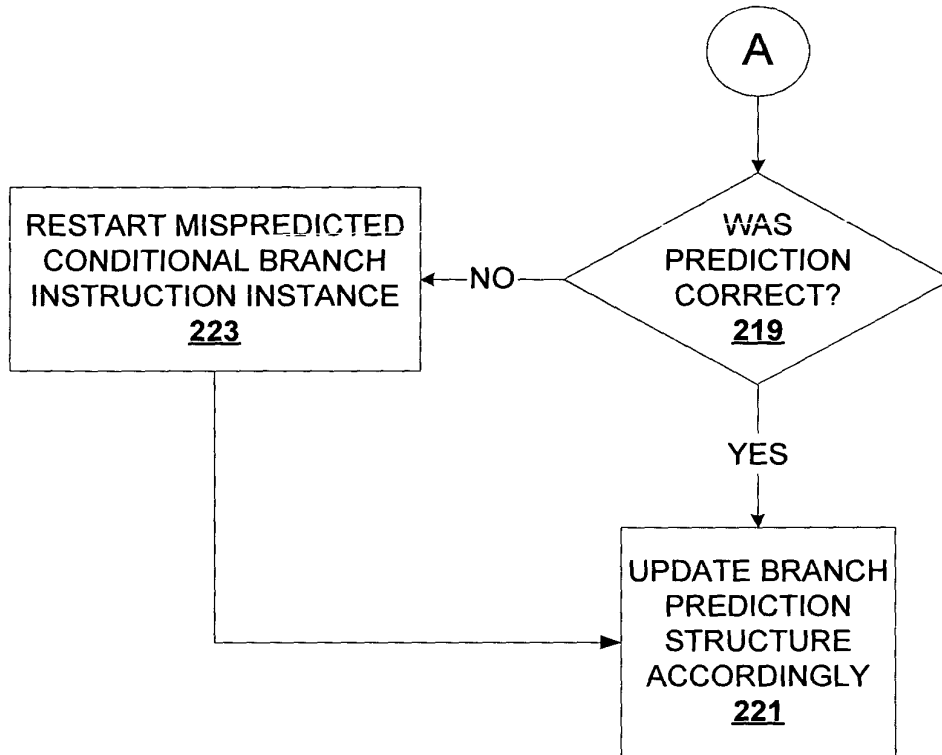 A
WAS
PREDICTION
CORRECT?
219
NO
RESTART MISPREDICTED
CONDITIONAL BRANCH
INSTRUCTION INSTANCE
223
YES
UPDATE BRANCH
PREDICTION
STRUCTURE
ACCORDINGLY
221